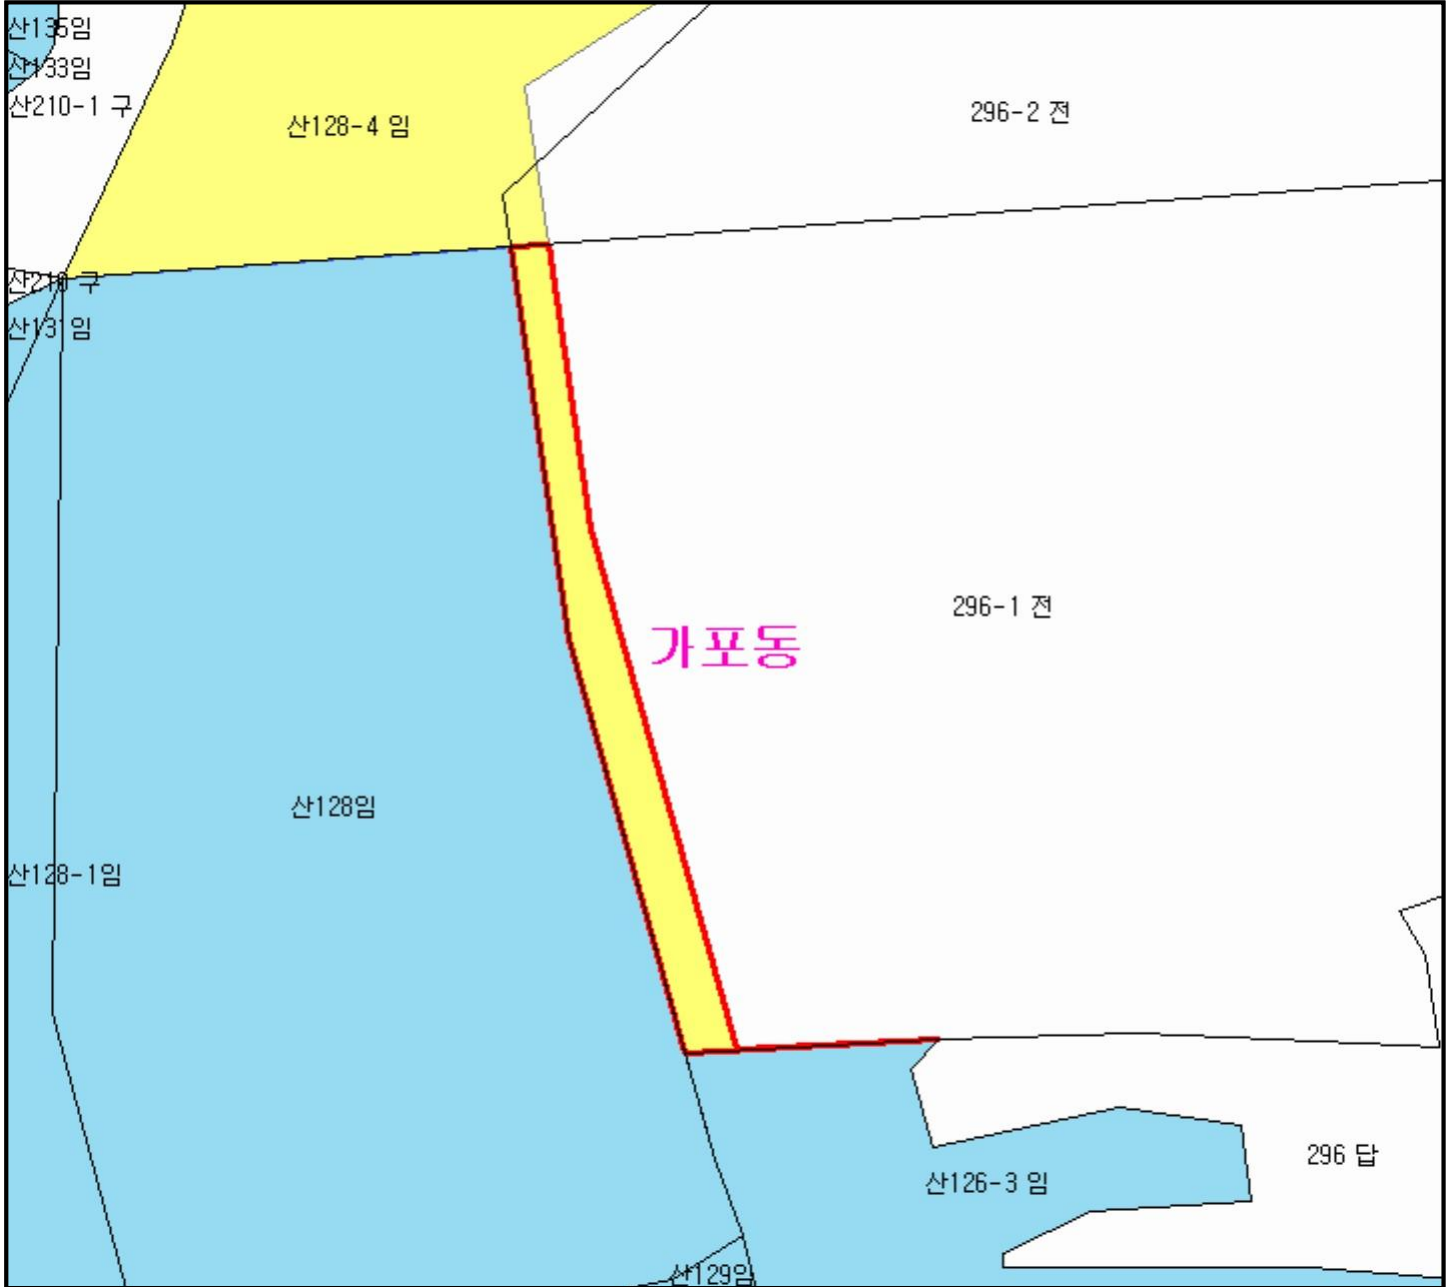 산135임
산133임
산210-1 구
산128-4 임
296-2 전
산210 구
산131임
296-1 전
가포동
산128임
산128-1임
296 답
산126-3 임
산129임